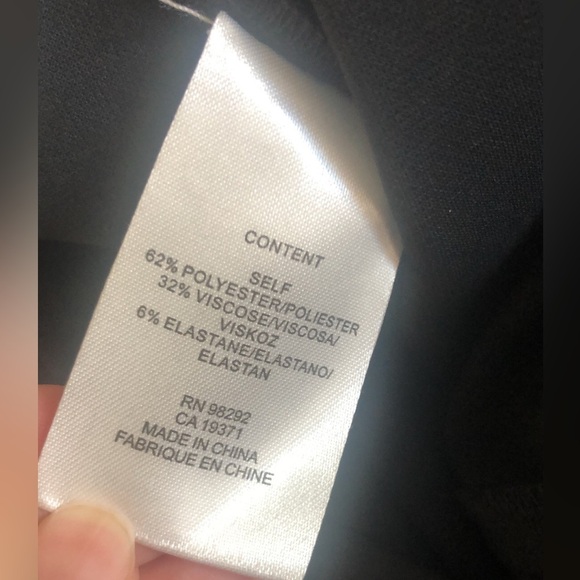 CONTENT
SELF
62% POLYESTER/POLIESTER
32% VISCOSE/VISCOSA/
VISKOZ
6% ELASTANE/ELASTANO/
ELASTAN
RN 98292
CA 19371
MADE IN CHINA
FABRIQUE EN CHINE